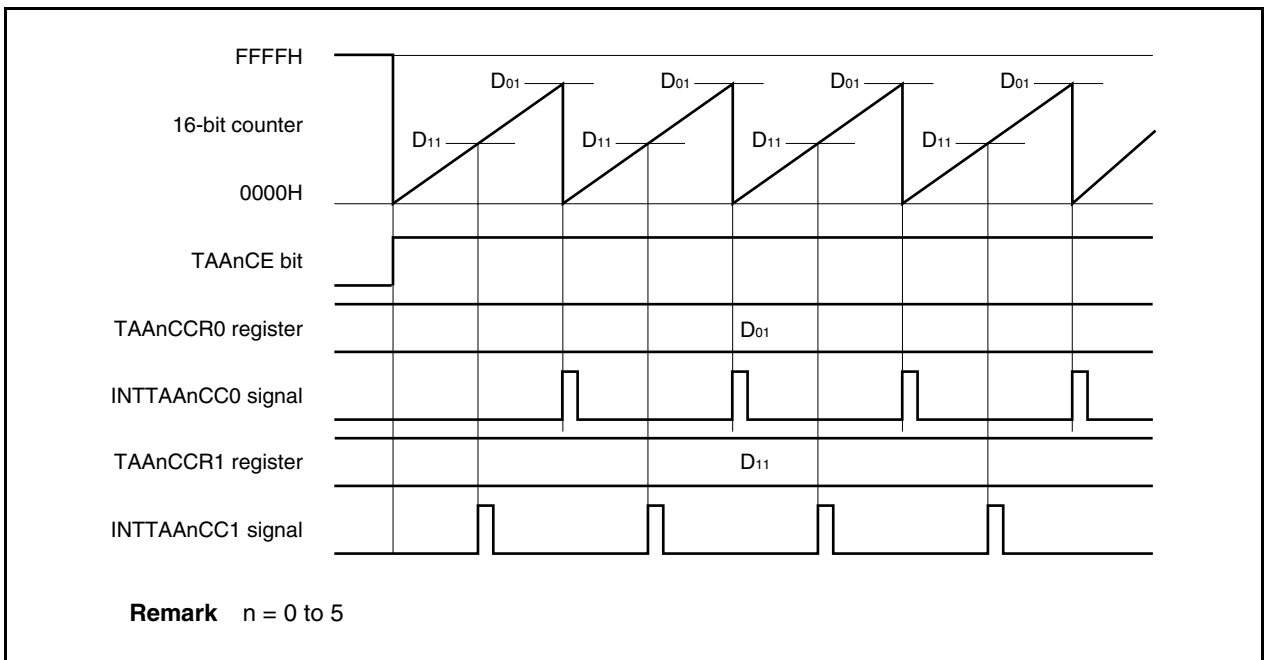 FFFFH
D01 D01 D01 D01
16-bit counter
D11 D11 D11 D11
0000H
TAAnCE bit
TAAnCCR0 register D01
INTTAAnCC0 signal
TAAnCCR1 register D11
INTTAAnCC1 signal
Remark n = 0 to 5